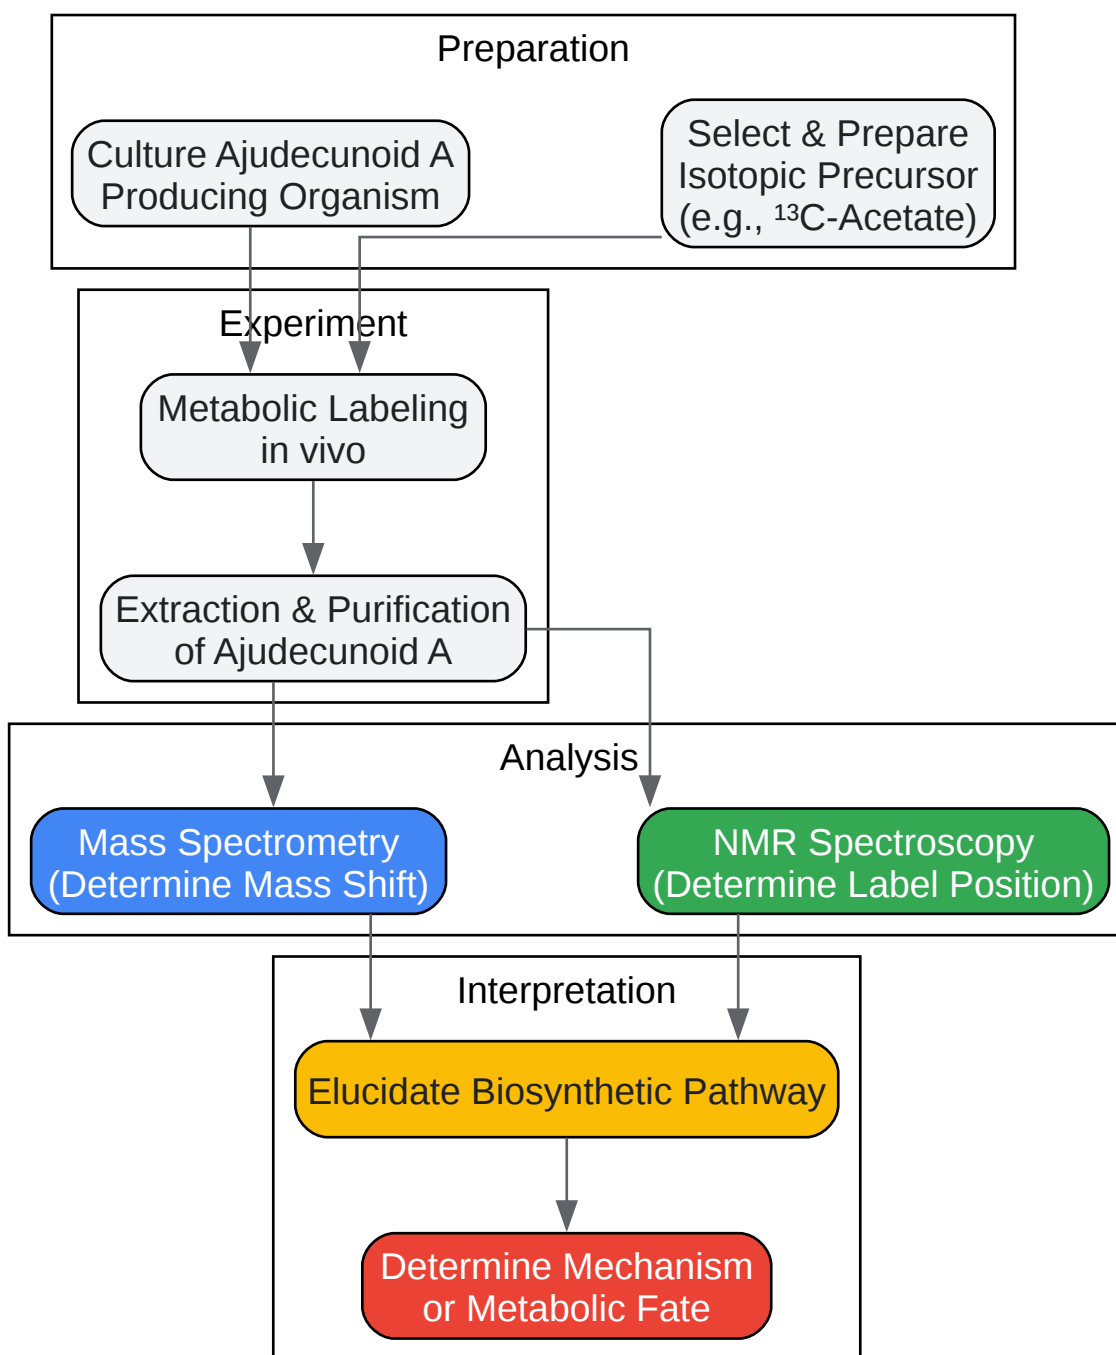 Preparation
Culture Ajudecunoid A
Producing Organism
Select & Prepare
Isotopic Precursor
(e.g., ¹³C-Acetate)
Experiment
Metabolic Labeling
in vivo
Extraction & Purification
of Ajudecunoid A
Analysis
Mass Spectrometry
(Determine Mass Shift)
NMR Spectroscopy
(Determine Label Position)
Interpretation
Elucidate Biosynthetic Pathway
Determine Mechanism
or Metabolic Fate